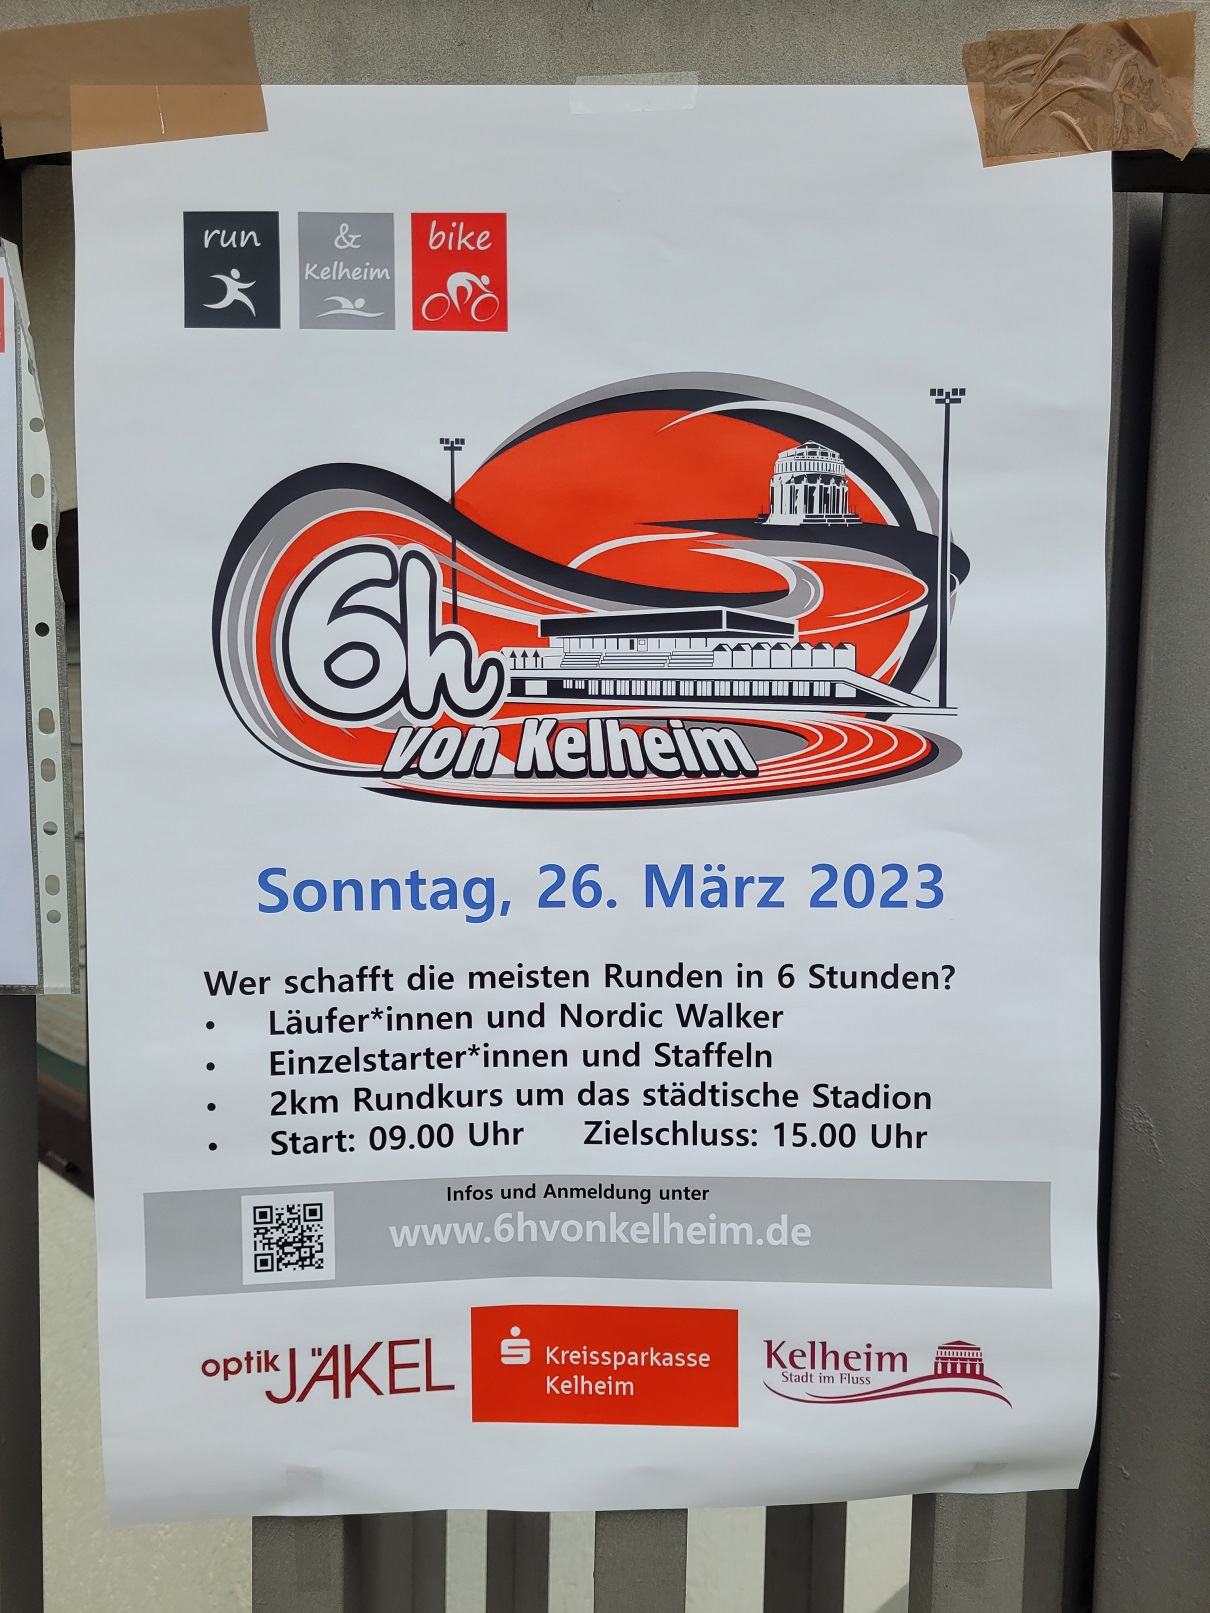 run
&
Kelheim
bike
6h
von Kelheim
Sonntag, 26. März 2023
Wer schafft die meisten Runden in 6 Stunden?
• Läufer*innen und Nordic Walker
• Einzelstarter*innen und Staffeln
• 2km Rundkurs um das städtische Stadion
• Start: 09.00 Uhr Zielschluss: 15.00 Uhr
Infos und Anmeldung unter
www.6hvonkelheim.de
optik JÄKEL
Kreissparkasse
Kelheim
Kelheim
Stadt im Fluss